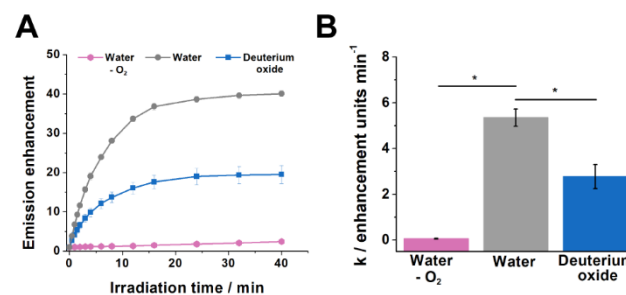 A
Water
- O₂
Water
Deuterium
oxide
Emission enhancement
50
40
30
20
10
0
0
10
20
30
40
Irradiation time / min
B
k / enhancement units min⁻¹
8
6
4
2
0
*
*
Water
- O₂
Water
Deuterium
oxide